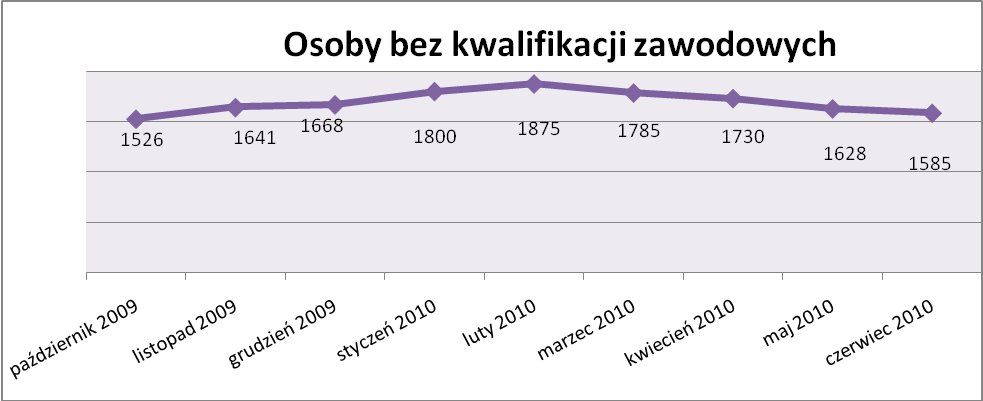 Osoby bez kwalifikacji zawodowych
1526
1641
1668
1800
1875
1785
1730
1628
1585
październik 2009
listopad 2009
grudzień 2009
styczeń 2010
luty 2010
marzec 2010
kwiecień 2010
maj 2010
czerwiec 2010